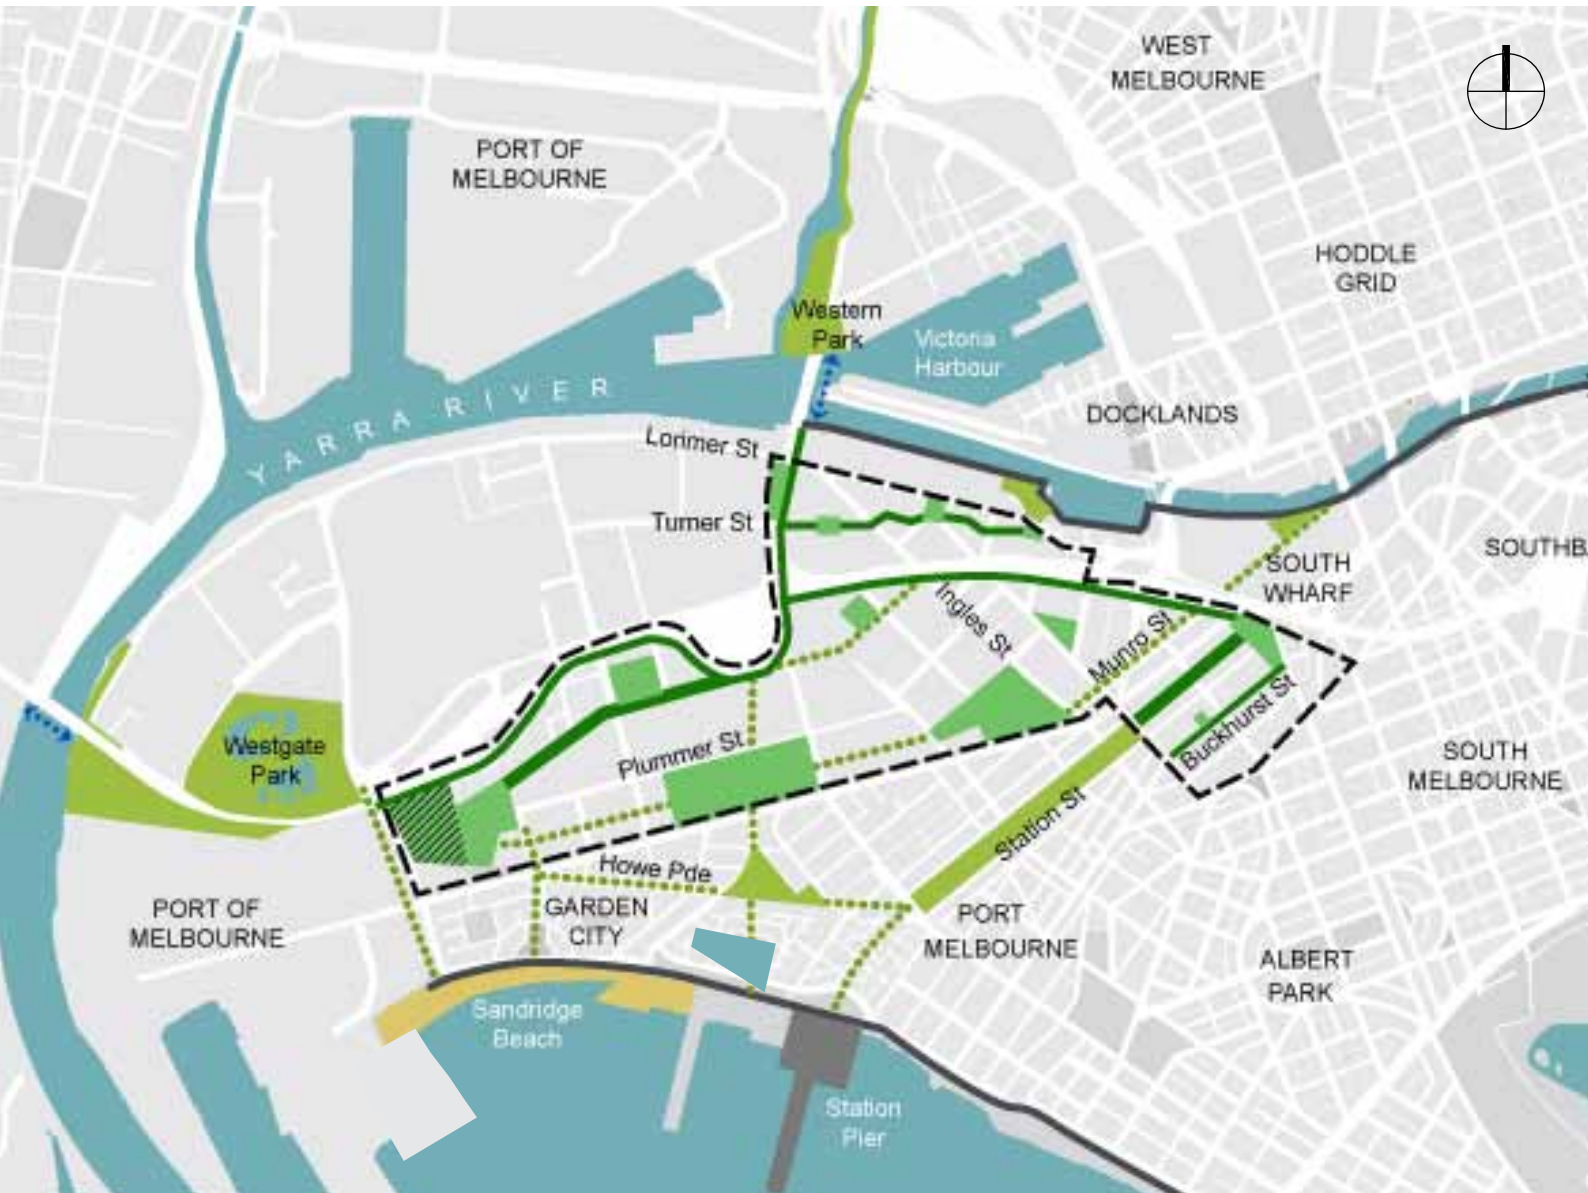 WEST
MELBOURNE
PORT OF
MELBOURNE
HODDLE
GRID
Western
Park
Victoria
Harbour
YARRA RIVER
DOCKLANDS
Lorimer St
Turner St
SOUTH
WHARF
SOUTHB
Ingles St
Munro St
Buckhurst St
Westgate
Park
Plummer St
SOUTH
MELBOURNE
Station St
Howe Pde
PORT OF
MELBOURNE
GARDEN
CITY
PORT
MELBOURNE
ALBERT
PARK
Sandridge
Beach
Station
Pier